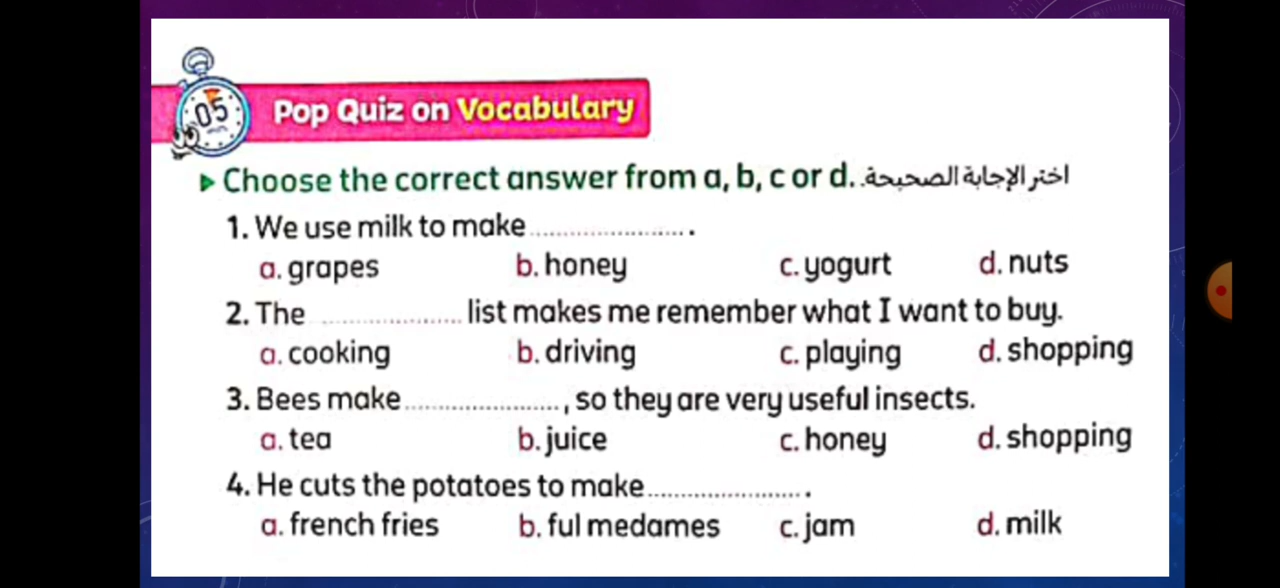 05
Pop Quiz on Vocabulary
Choose the correct answer from a, b, c or d. اختر الإجابة الصحيحة.
1. We use milk to make ..................... .
a. grapes b. honey c. yogurt d. nuts
2. The ..................... list makes me remember what I want to buy.
a. cooking b. driving c. playing d. shopping
3. Bees make ....................., so they are very useful insects.
a. tea b. juice c. honey d. shopping
4. He cuts the potatoes to make ..................... .
a. french fries b. ful medames c. jam d. milk